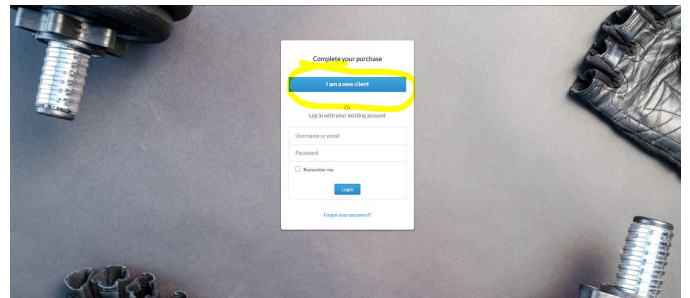 Complete your purchase
I am a new client
Or
Log in with your existing account
Username or email
Password
Remember me
Login
Forgot your password?